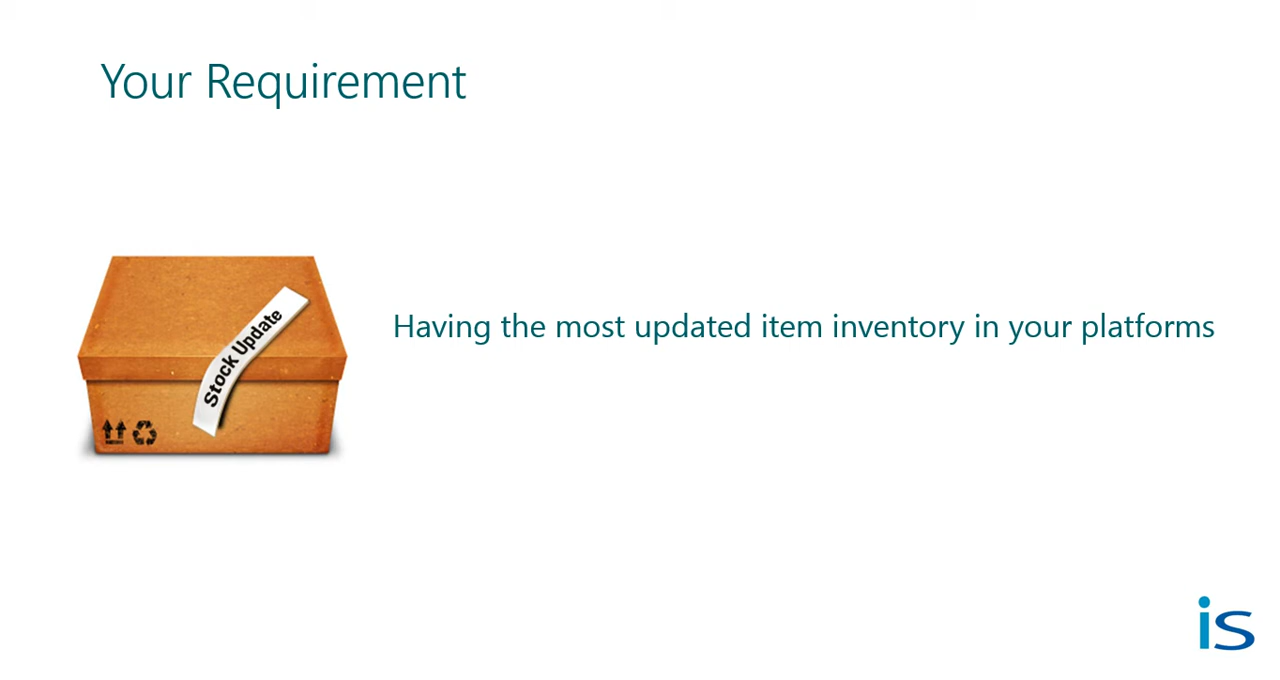 Your Requirement
Stock Update
Having the most updated item inventory in your platforms
is